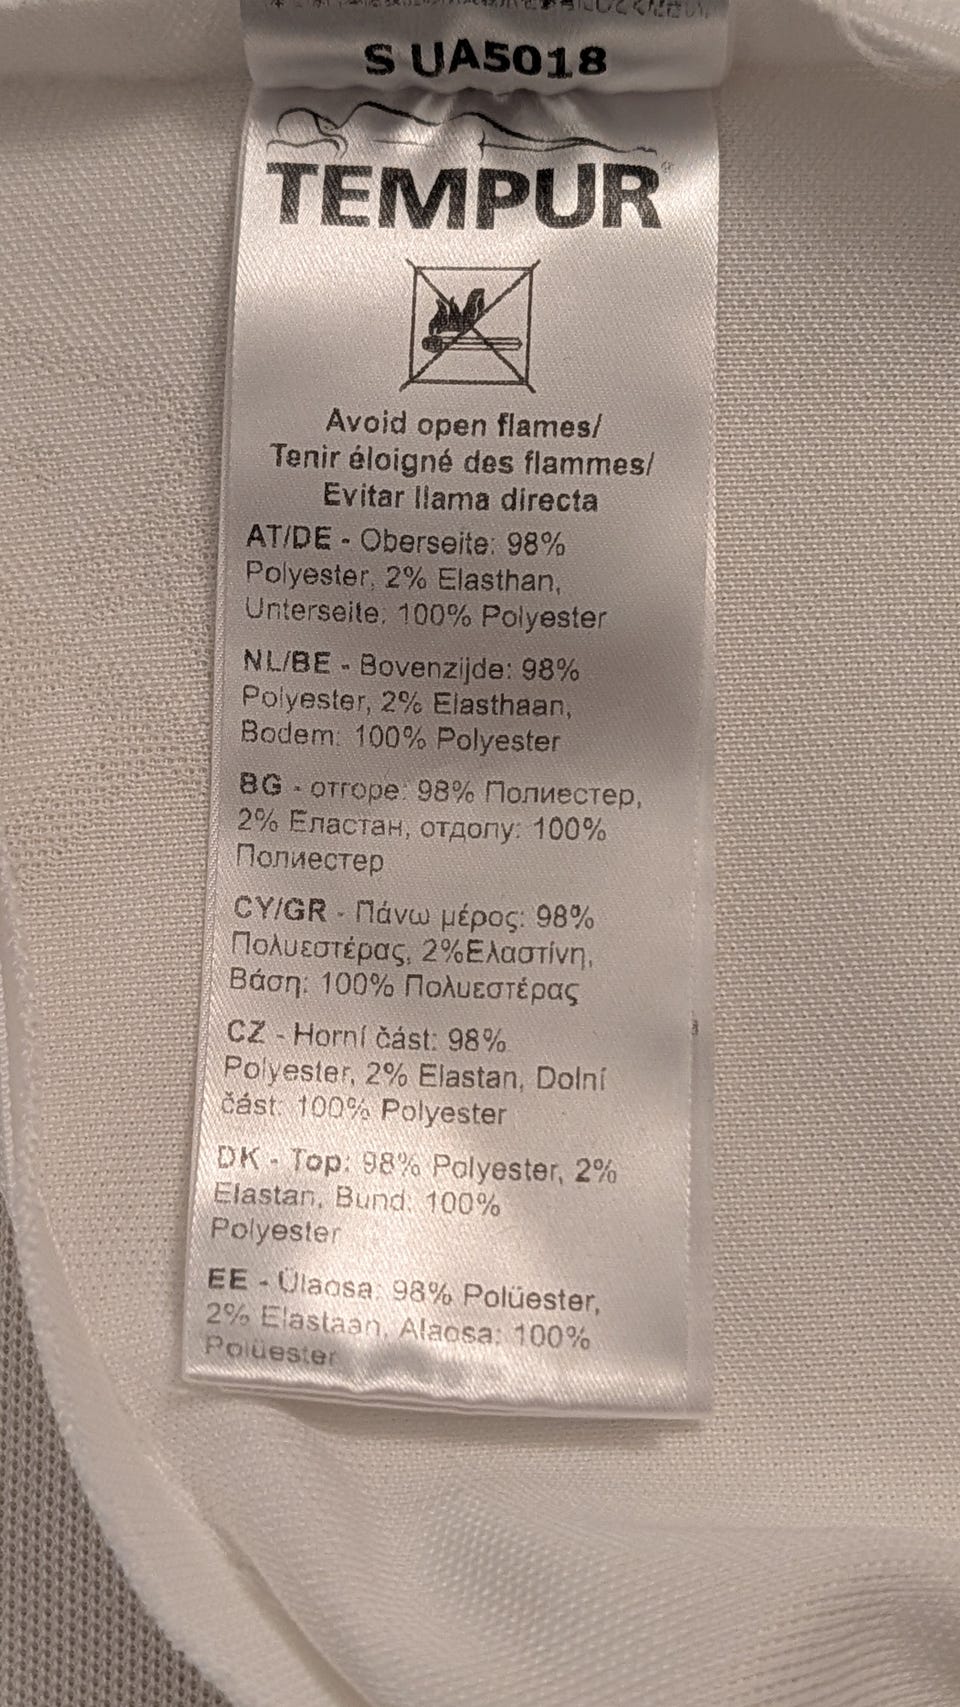 S UA5018
TEMPUR
Avoid open flames/
Tenir éloigné des flammes/
Evitar llama directa
AT/DE - Oberseite: 98%
Polyester, 2% Elasthan,
Unterseite: 100% Polyester
NL/BE - Bovenzijde: 98%
Polyester, 2% Elasthaan,
Bodem: 100% Polyester
BG - отгоре: 98% Полиестер,
2% Еластан, отдолу: 100%
Полиестер
CY/GR - Πάνω μέρος: 98%
Πολυεστέρας, 2%Ελαστίνη,
Βάση: 100% Πολυεστέρας
CZ - Horní část: 98%
Polyester, 2% Elastan, Dolní
část: 100% Polyester
DK - Top: 98% Polyester, 2%
Elastan, Bund: 100%
Polyester
EE - Ülaosa: 98% Polüester,
2% Elastaan, Alaosa: 100%
Polüester